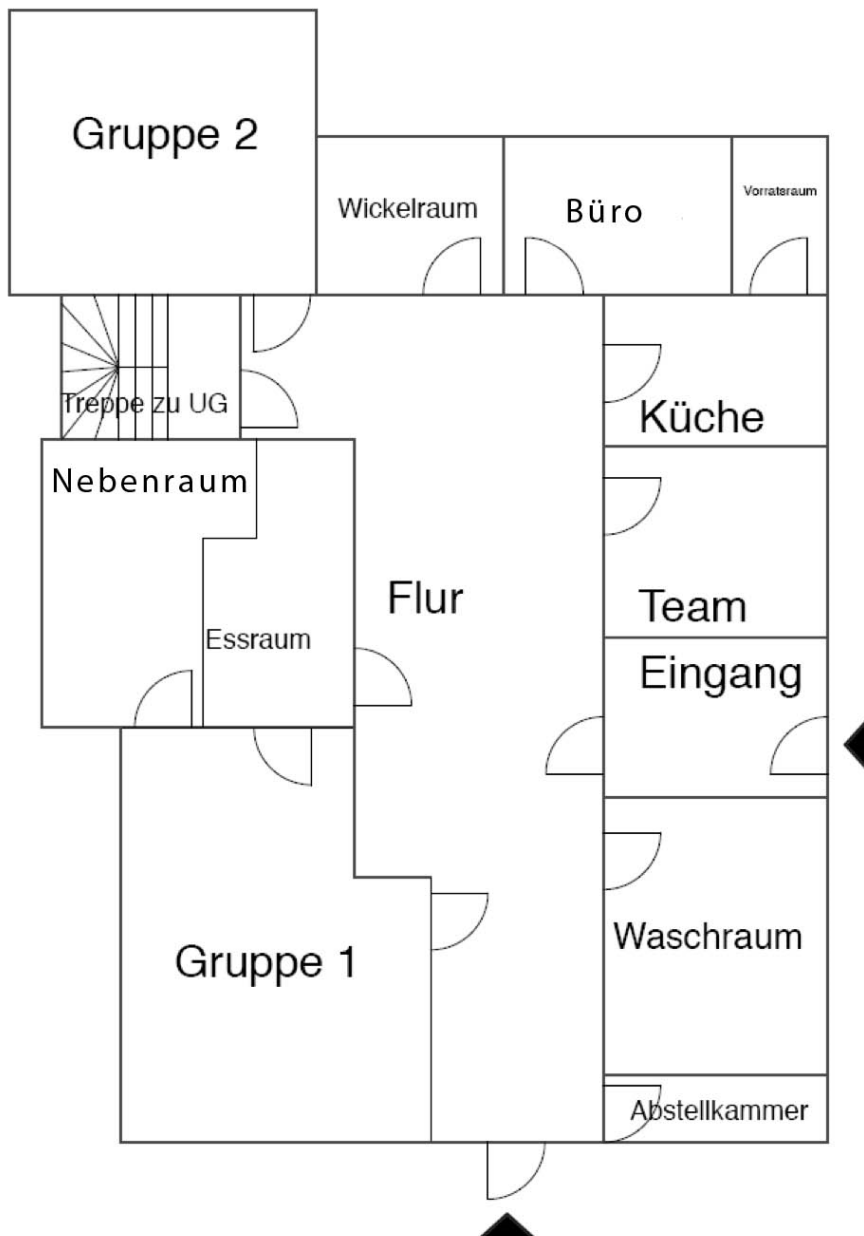 Gruppe 2
Wickelraum
Büro
Vorratsraum
Treppe zu UG
Küche
Nebenraum
Flur
Team
Essraum
Eingang
Gruppe 1
Waschraum
Abstellkammer